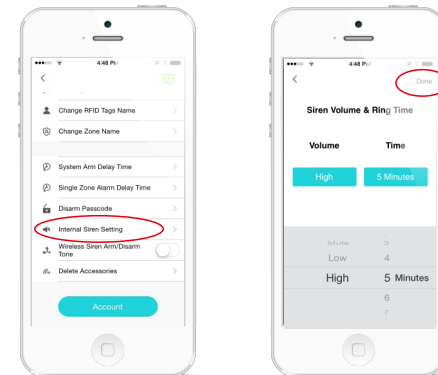 4:48 PM
Change RFID Tags Name
Change Zone Name
System Arm Delay Time
Single Zone Alarm Delay Time
Disarm Passcode
Internal Siren Setting
Wireless Siren Arm/Disarm
Tone
Delete Accessories
Account
4:48 PM
Done
Siren Volume & Ring Time
Volume Time
High 5 Minutes
Mute 3
Low 4
High 5 Minutes
6
7